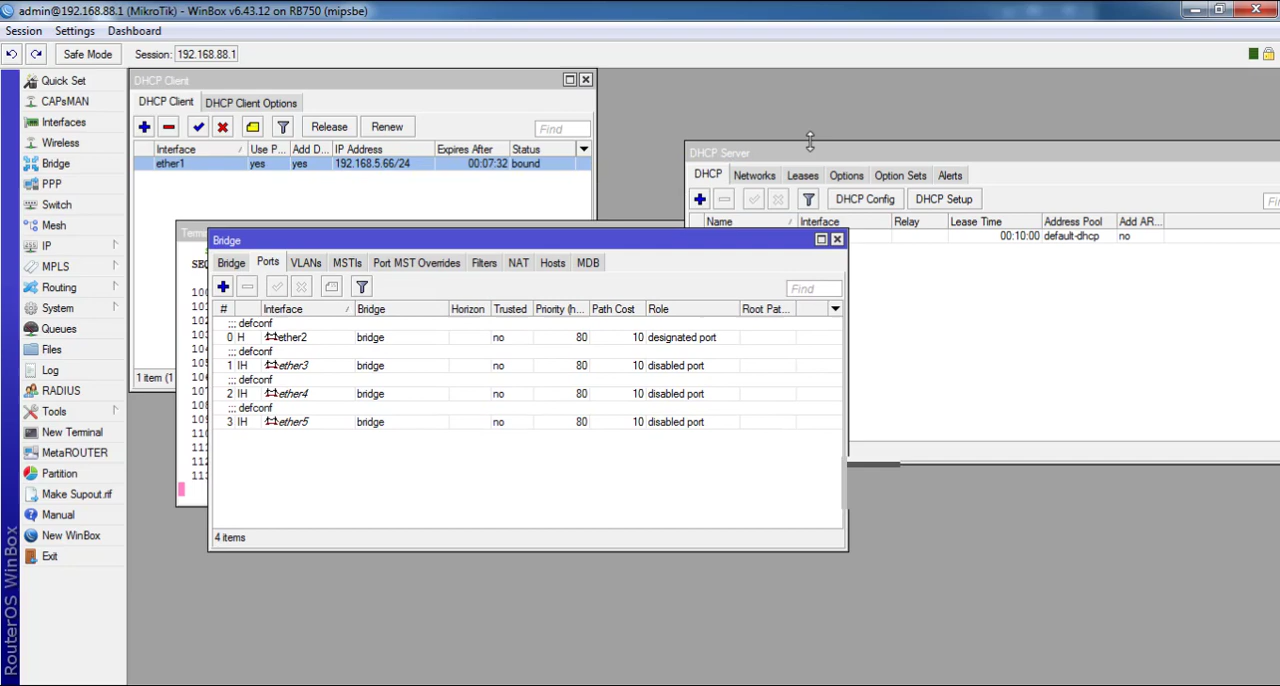 admin@192.168.88.1 (MikroTik) - WinBox v6.43.12 on RB750 (mipsbe)
Session Settings Dashboard
Safe Mode Session: 192.168.88.1
Quick Set
CAPsMAN
Interfaces
Wireless
Bridge
PPP
Switch
Mesh
IP
MPLS
Routing
System
Queues
Files
Log
RADIUS
Tools
New Terminal
MetaROUTER
Partition
Make Supout.rif
Manual
New WinBox
Exit
RouterOS WinBox
DHCP Client
DHCP Client DHCP Client Options
Release Renew Find
Interface Use P... Add D... IP Address Expires After Status
ether1 yes yes 192.168.5.66/24 00:07:32 bound
1 item (1
DHCP Server
DHCP Networks Leases Options Option Sets Alerts
DHCP Config DHCP Setup
Name Interface Relay Lease Time Address Pool Add AR...
00:10:00 default-dhcp no
Bridge
Bridge Ports VLANs MSTIs Port MST Overrides Filters NAT Hosts MDB
Find
# Interface Bridge Horizon Trusted Priority (h... Path Cost Role Root Pat...
;;; defconf
0 H ether2 bridge no 80 10 designated port
;;; defconf
1 IH ether3 bridge no 80 10 disabled port
;;; defconf
2 IH ether4 bridge no 80 10 disabled port
;;; defconf
3 IH ether5 bridge no 80 10 disabled port
4 items